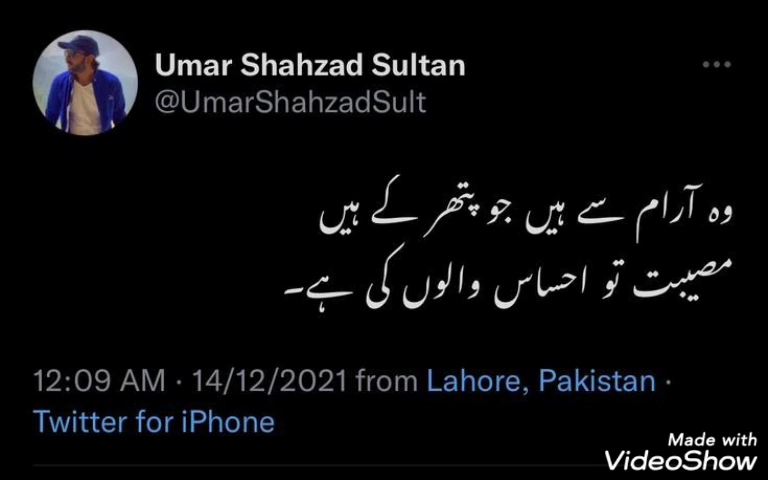 Umar Shahzad Sultan
@UmarShahzadSult
وہ آرام سے ہیں جو پتھر کے ہیں
مصیبت تو احساس والوں کی ہے۔
12:09 AM · 14/12/2021 from Lahore, Pakistan ·
Twitter for iPhone
Made with
VideoShow